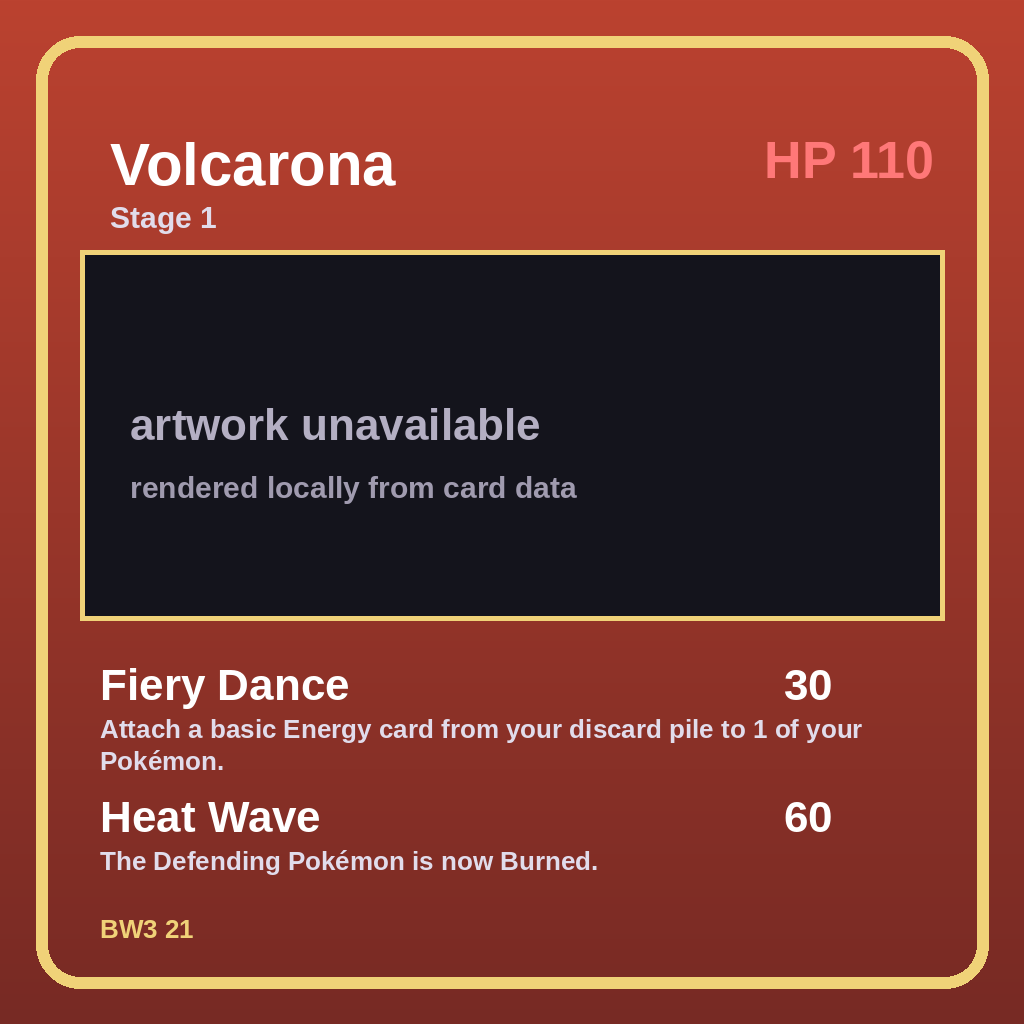 Volcarona
HP 110
Stage 1
artwork unavailable
rendered locally from card data
Fiery Dance
30
Attach a basic Energy card from your discard pile to 1 of your
Pokémon.
Heat Wave
60
The Defending Pokémon is now Burned.
BW3 21